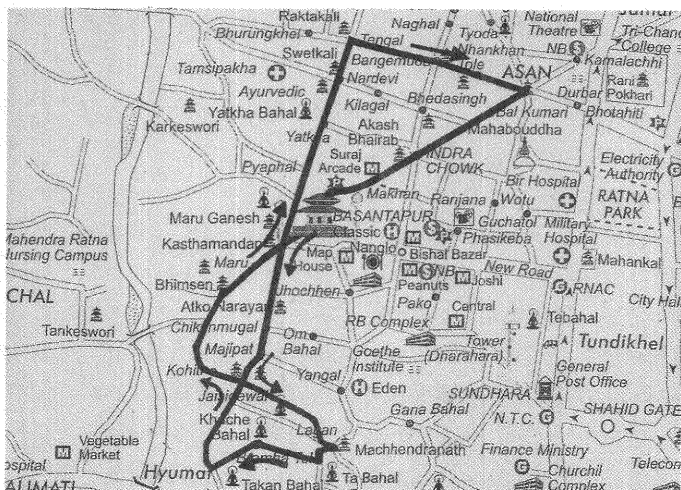 Raktakali
Naghal
Tyoda
National
Theatre
Bhurungkhel
Tangal
Nhankhan
Tole
NB
Tri-Chand
College
Swetkali
Kamalachhi
Tamsipakha
Nardevi
ASAN
Rani
Pokhari
Ayurvedic
Kilagal
Bhedasingh
Durbar
Bhotahiti
Yatkha Bahal
Bal Kumari
Karkeswori
Akash
Bhairab
Mahabouddha
Yatkha
INDRA
CHOWK
Electricity
Authority
Pyaphal
Suraj
Arcade
Bir Hospital
RATNA
PARK
Makhan
Ranjana
Wotu
Maru Ganesh
BASANTAPUR
Guchatol
Military
Hospital
Kasthamandap
Classic
Phasikeba
Mahendra Ratna
Nursing Campus
Maru
Map
House
Nanglo
Bishal Bazar
Mahankal
Bhimsen
NB
New Road
Joshi
RNAC
CHAL
Jhochhen
Peanuts
Pako
City Hall
Atko Narayan
Central
Tebahal
Tankeswori
Chikanmugal
RB Complex
Om
Bahal
Tundikhel
Majipat
Goethe
Institute
Tower
(Dharahara)
General
Post Office
Kohiti
Yangal
Eden
SUNDHARA
Jaisidewal
Gana Bahal
N.T.C.
SHAHID GATE
Khache
Bahal
Lagan
Vegetable
Market
Machhendranath
Finance Ministry
Telecom
Hyumat
Takan Bahal
Ta Bahal
Churchil
Complex